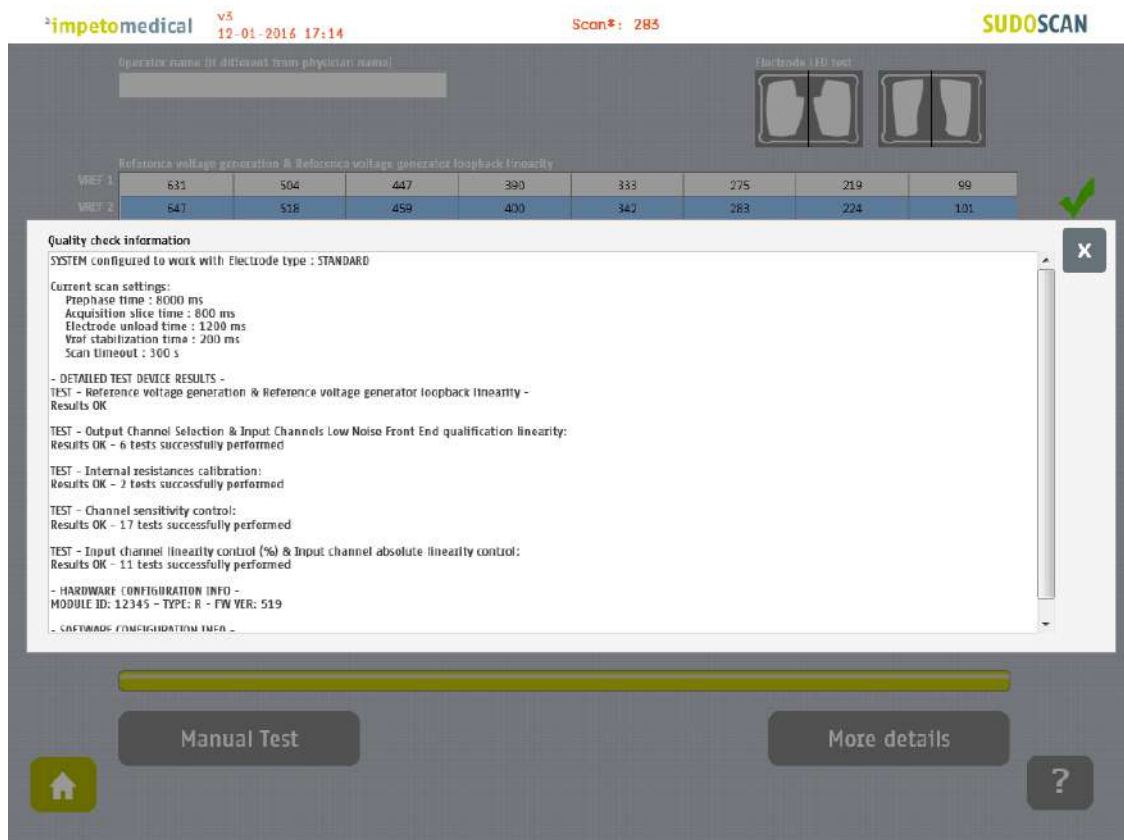 impetomedical
v3
12-01-2016 17:14
Scan#: 283
SUDOSCAN
Operator name (if different from physician name)
Electrode LED test
Reference voltage generation & Reference voltage generator loopback linearity
VREF 1 631 504 447 390 333 275 219 99
VREF 2 647 518 459 400 342 283 224 101
Quality check information
X
SYSTEM configured to work with Electrode type : STANDARD
Current scan settings:
Prephase time : 8000 ms
Acquisition slice time : 800 ms
Electrode unload time : 1200 ms
Vref stabilization time : 200 ms
Scan timeout : 300 s
- DETAILED TEST DEVICE RESULTS -
TEST - Reference voltage generation & Reference voltage generator loopback linearity -
Results OK
TEST - Output Channel Selection & Input Channels Low Noise Front End qualification linearity:
Results OK - 6 tests successfully performed
TEST - Internal resistances calibration:
Results OK - 2 tests successfully performed
TEST - Channel sensitivity control:
Results OK - 17 tests successfully performed
TEST - Input channel linearity control (%) & Input channel absolute linearity control:
Results OK - 11 tests successfully performed
- HARDWARE CONFIGURATION INFO -
MODULE ID: 12345 - TYPE: R - FW VER: 519
- SOFTWARE CONFIGURATION INFO -
Manual Test
More details
?